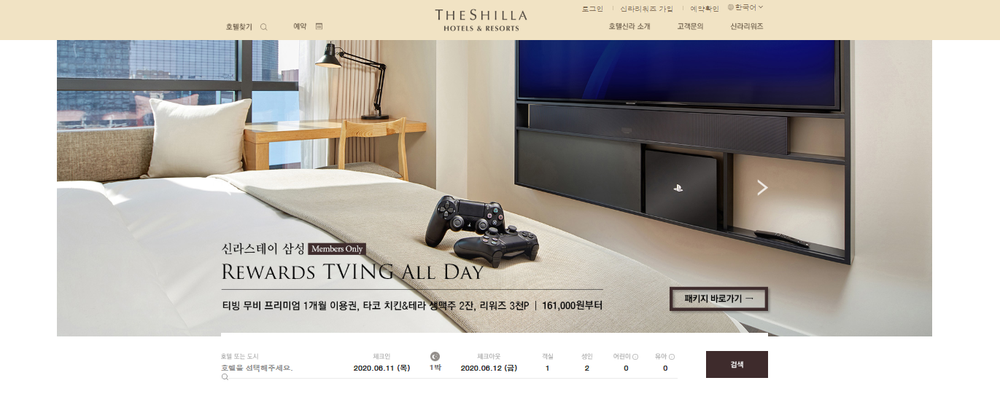 로그인
신라리워즈 가입
예약확인
한국어
THE SHILLA
HOTELS & RESORTS
호텔찾기
예약
호텔신라 소개
고객문의
신라리워즈
신라스테이 삼성 Members Only
REWARDS TVING ALL DAY
티빙 무비 프리미엄 1개월 이용권, 타코 치킨&테라 생맥주 2잔, 리워즈 3천P | 161,000원부터
패키지 바로가기 →
호텔 또는 도시
체크인
체크아웃
객실
성인
어린이
유아
호텔을 선택해주세요.
2020.06.11 (목)
1박
2020.06.12 (금)
1
2
0
0
검색